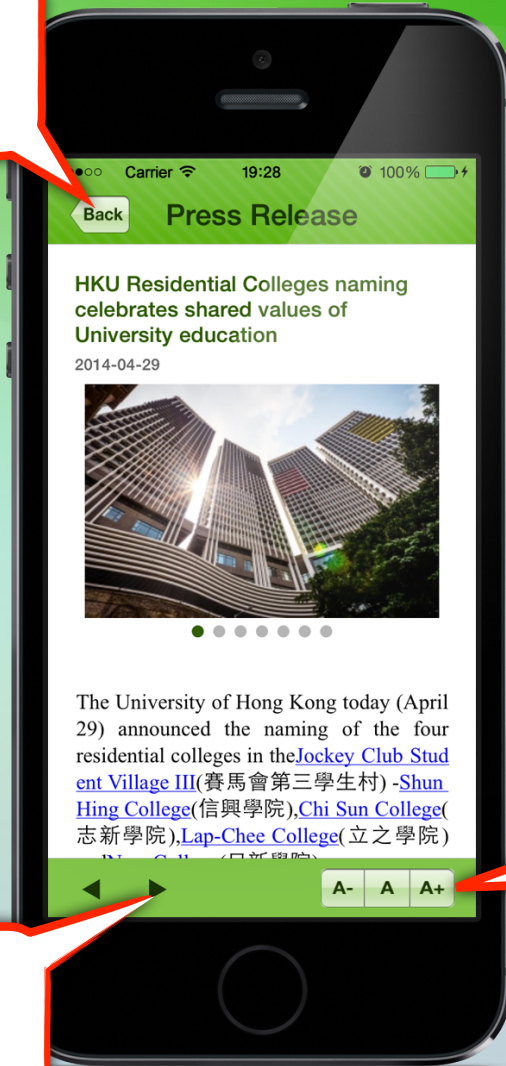 Carrier 19:28 100%
Back Press Release
HKU Residential Colleges naming
celebrates shared values of
University education
2014-04-29
The University of Hong Kong today (April
29) announced the naming of the four
residential colleges in theJockey Club Stud
ent Village III(賽馬會第三學生村) -Shun
Hing College(信興學院),Chi Sun College(
志新學院),Lap-Chee College(立之學院)
A- A A+